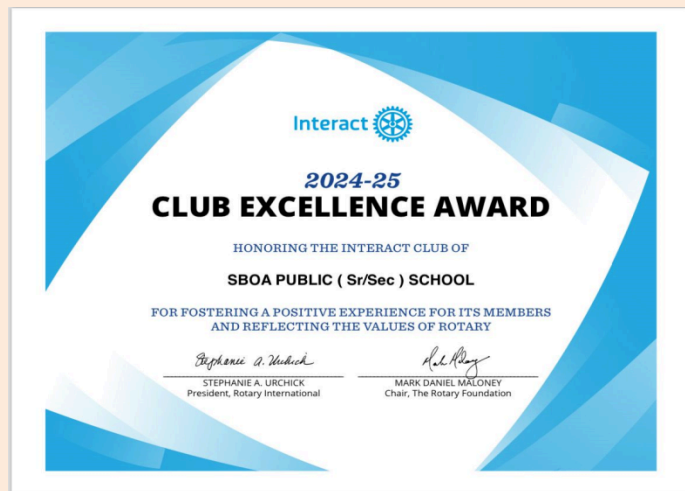 Interact
2024-25
CLUB EXCELLENCE AWARD
HONORING THE INTERACT CLUB OF
SBOA PUBLIC ( Sr/Sec ) SCHOOL
FOR FOSTERING A POSITIVE EXPERIENCE FOR ITS MEMBERS
AND REFLECTING THE VALUES OF ROTARY
Stephanie A. Urchick
Mark Maloney
STEPHANIE A. URCHICK
President, Rotary International
MARK DANIEL MALONEY
Chair, The Rotary Foundation